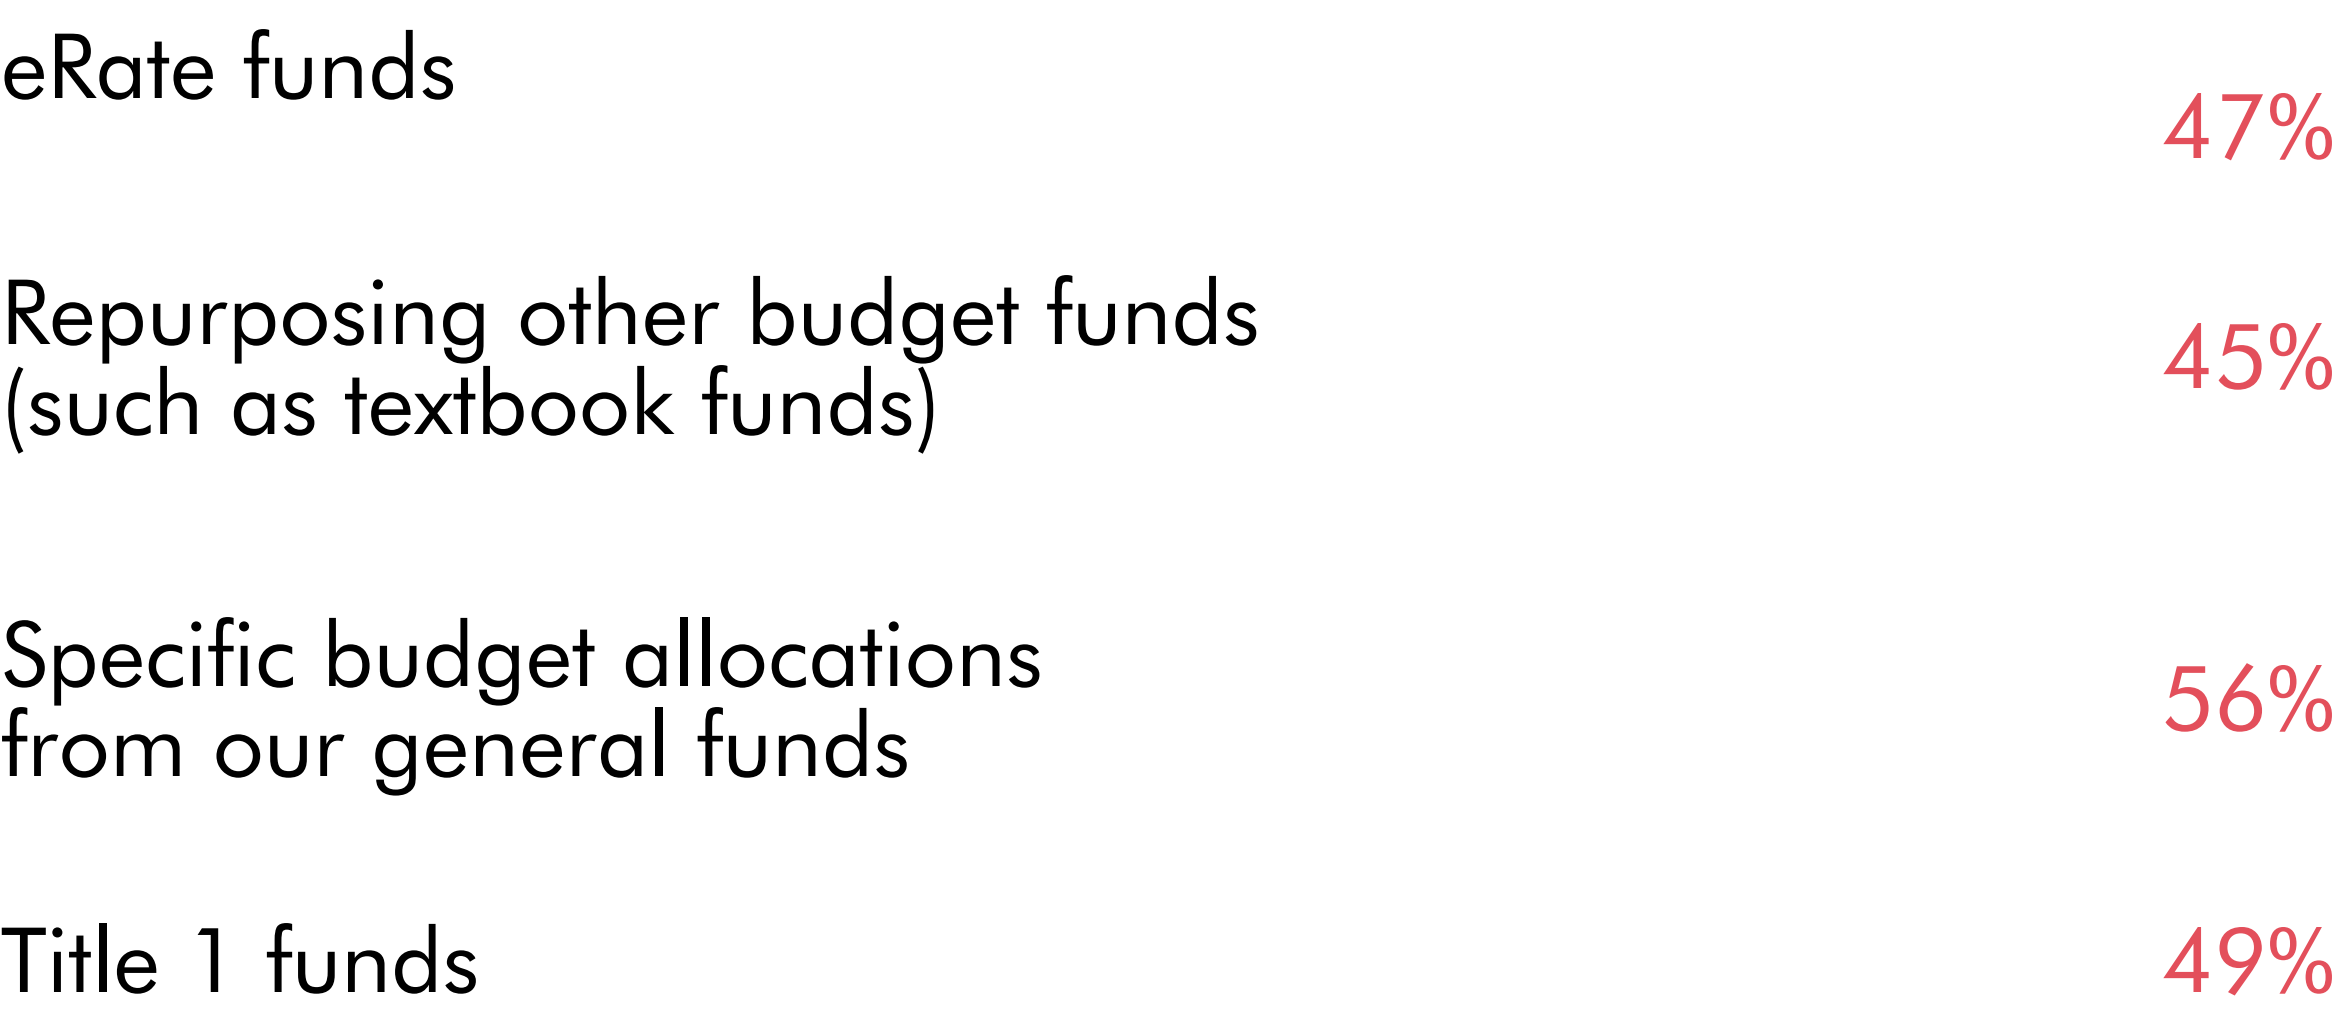 eRate funds
47%
Repurposing other budget funds
(such as textbook funds)
45%
Specific budget allocations
from our general funds
56%
Title 1 funds
49%